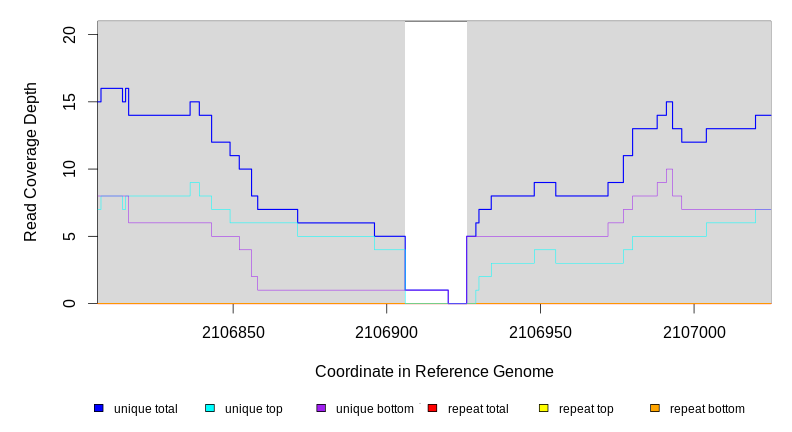 20
15
10
5
0
Read Coverage Depth
2106850 2106900 2106950 2107000
Coordinate in Reference Genome
unique total unique top unique bottom repeat total repeat top repeat bottom